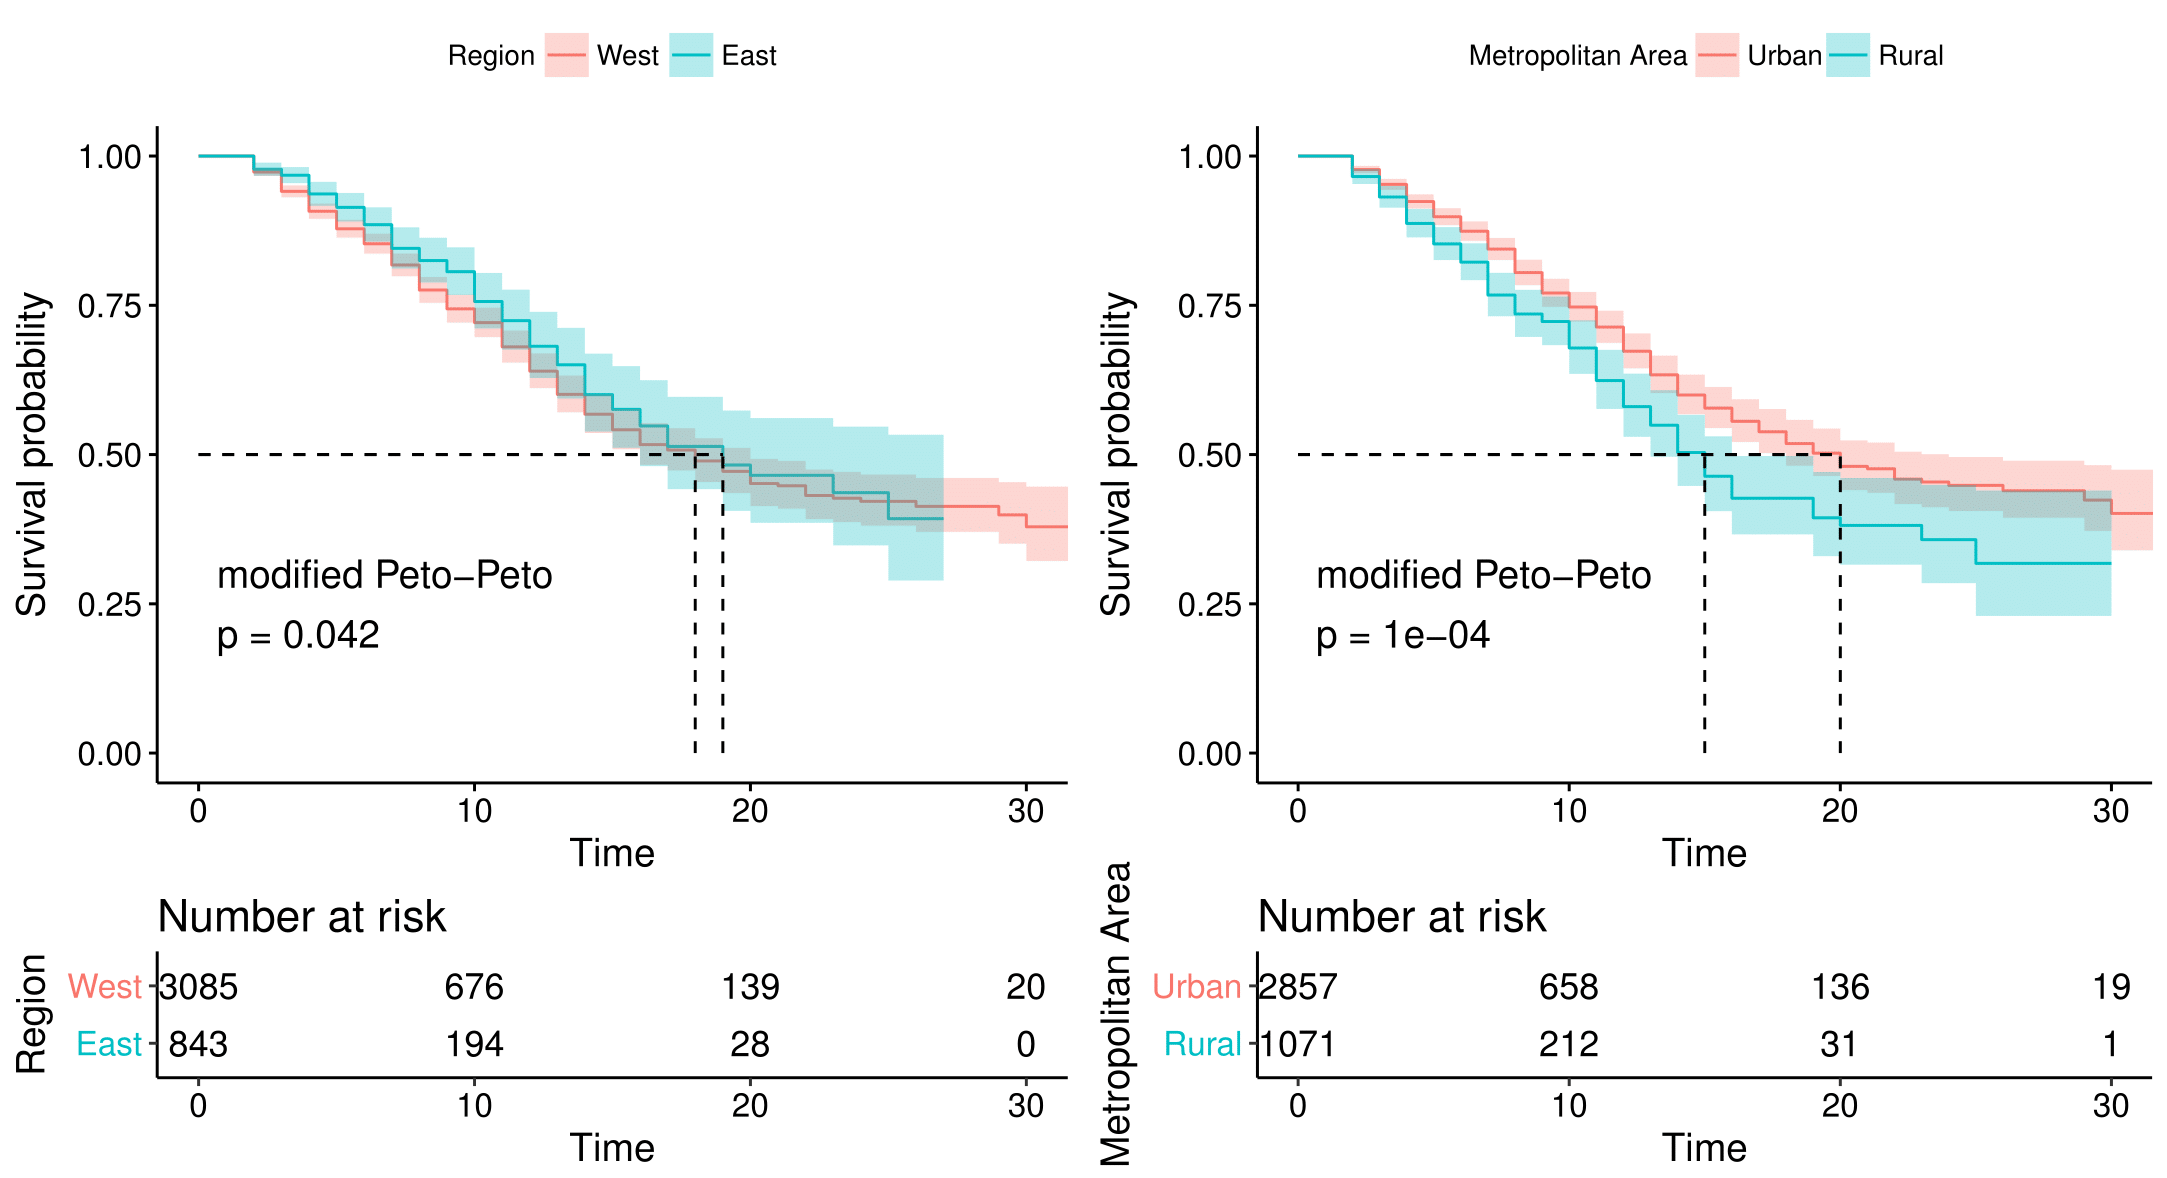 Region West East
1.00
0.75
0.50
0.25
0.00
Survival probability
modified Peto−Peto
p = 0.042
0 10 20 30
Time
Number at risk
Region
West 3085 676 139 20
East 843 194 28 0
0 10 20 30
Time
Metropolitan Area Urban Rural
1.00
0.75
0.50
0.25
0.00
Survival probability
modified Peto−Peto
p = 1e−04
0 10 20 30
Time
Number at risk
Metropolitan Area
Urban 2857 658 136 19
Rural 1071 212 31 1
0 10 20 30
Time